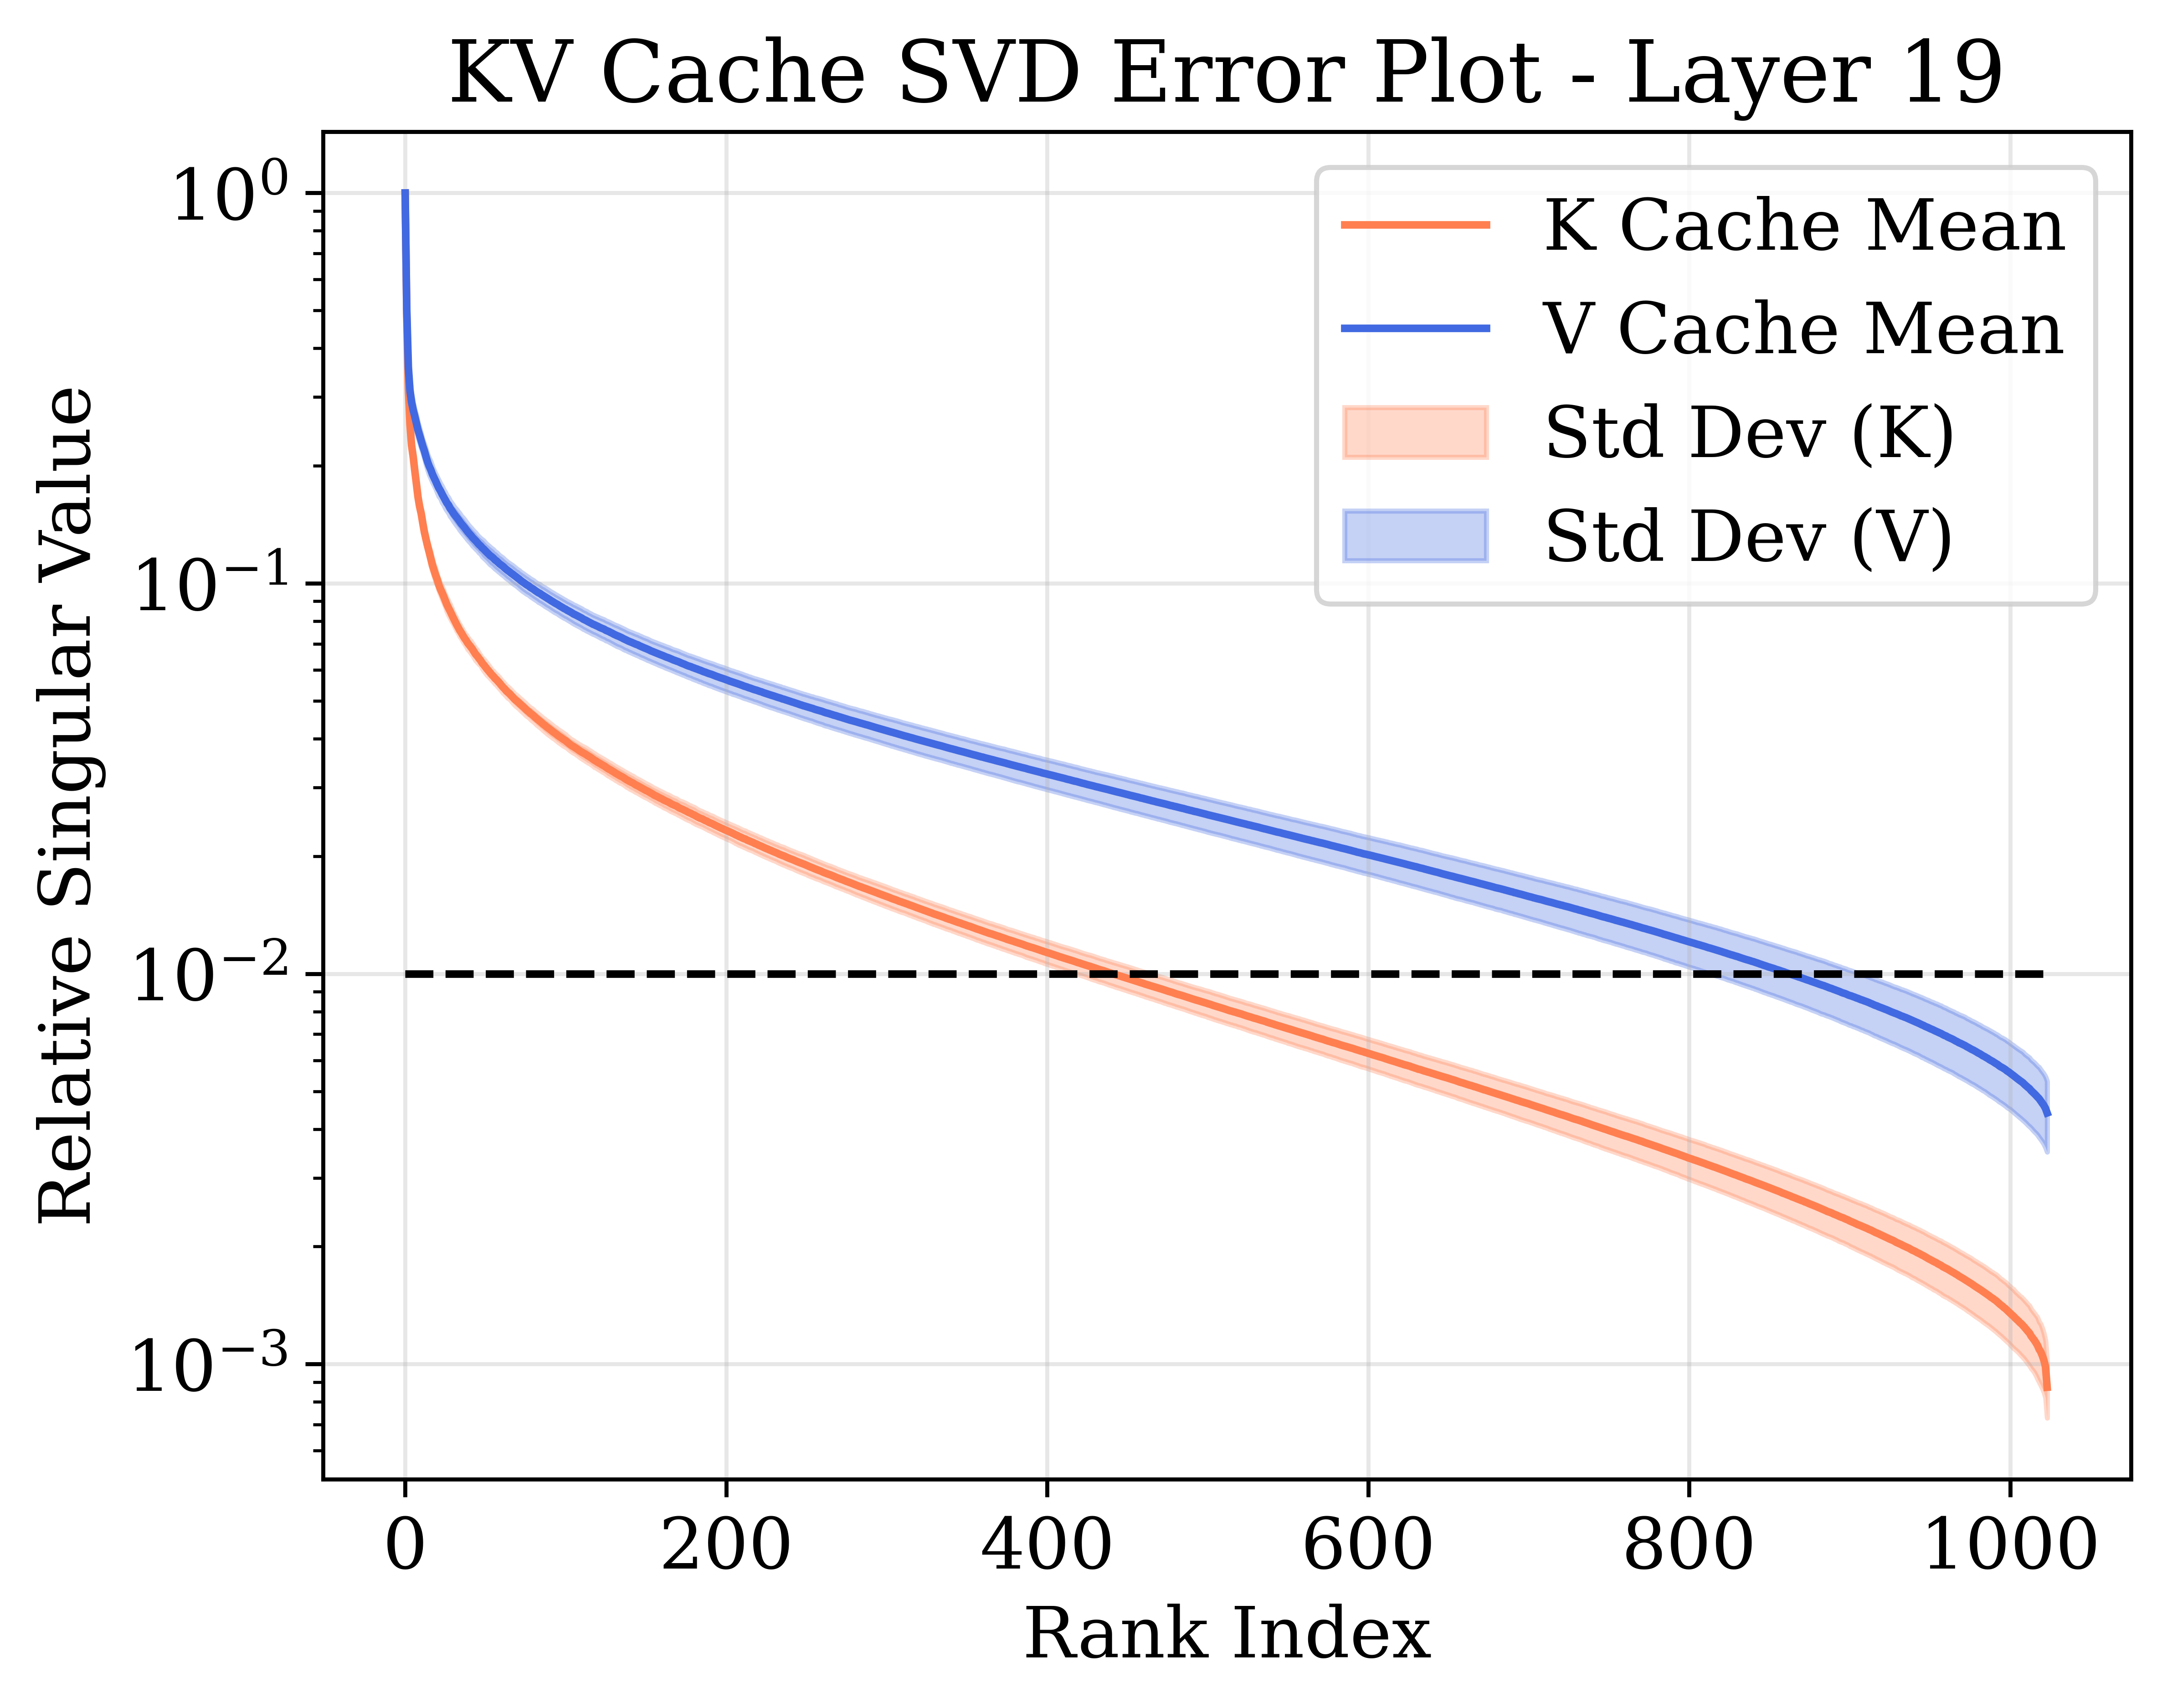 KV Cache SVD Error Plot - Layer 19
10⁰
10⁻¹
10⁻²
10⁻³
Relative Singular Value
K Cache Mean
V Cache Mean
Std Dev (K)
Std Dev (V)
0 200 400 600 800 1000
Rank Index